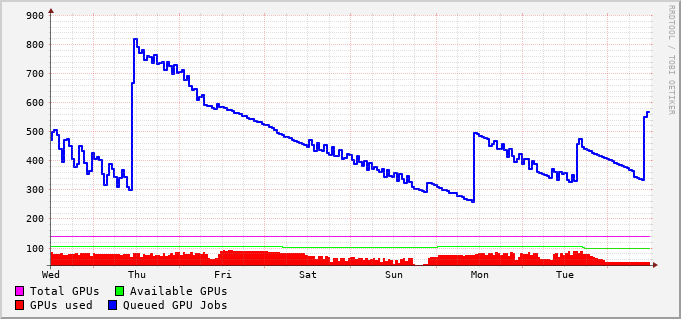 900
800
700
600
500
400
300
200
100
Wed Thu Fri Sat Sun Mon Tue
Total GPUs Available GPUs
GPUs used Queued GPU Jobs
RRDTOOL / TOBI OETIKER